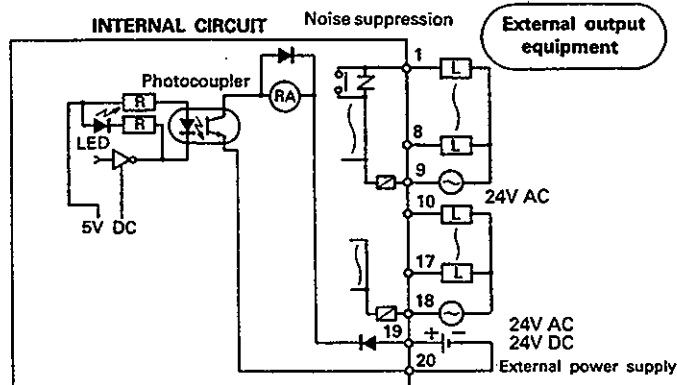 INTERNAL CIRCUIT
Noise suppression
External output
equipment
Photocoupler
1
L
R
RA
R
LED
8
L
9
24V AC
10
L
5V DC
17
L
18
24V AC
19
+ −
24V DC
20
External power supply